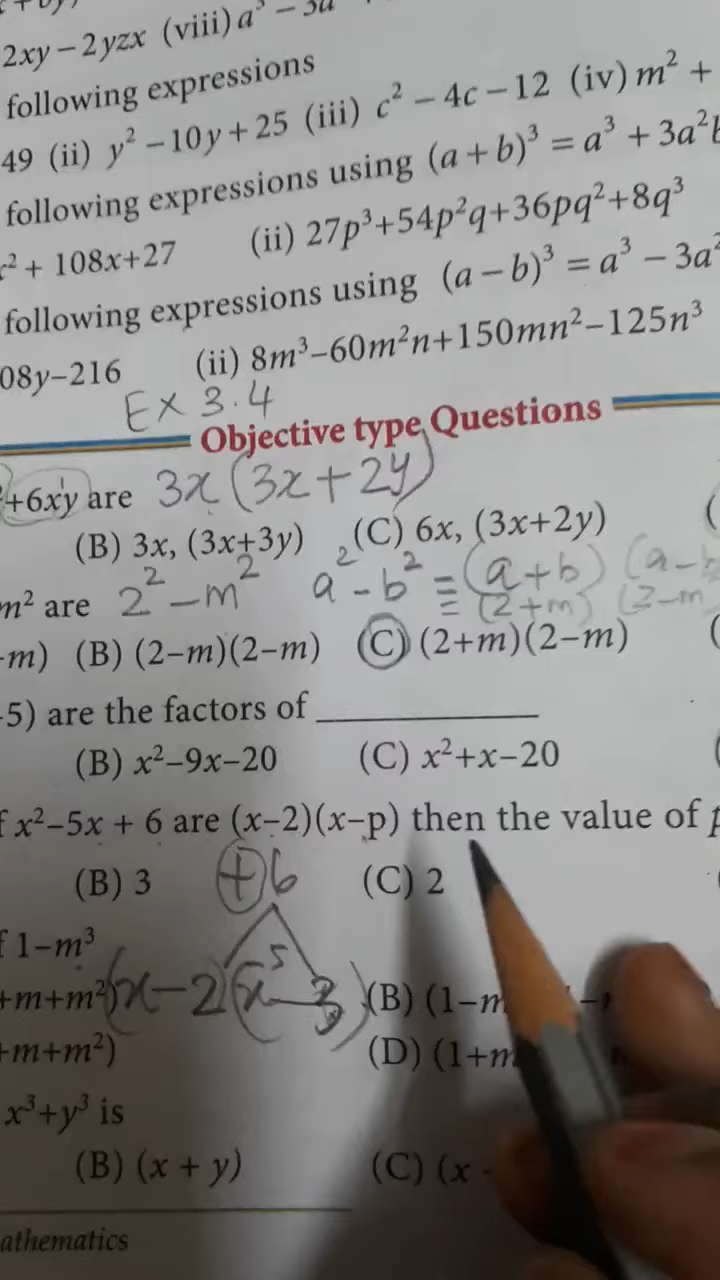 2xy – 2yzx (viii) a³ – 3a
following expressions
49 (ii) y² – 10y + 25 (iii) c² – 4c – 12 (iv) m² +
following expressions using (a + b)³ = a³ + 3a²b
x² + 108x+27 (ii) 27p³+54p²q+36pq²+8q³
following expressions using (a – b)³ = a³ – 3a²
08y–216 (ii) 8m³–60m²n+150mn²–125n³
EX 3.4
Objective type Questions
+6xy are 3x (3x+2y)
(B) 3x, (3x+3y) (C) 6x, (3x+2y) (
m² are 2² – m² a² – b² ≡ (a+b) (a–b
≡ (2+m) (2–m
–m) (B) (2–m)(2–m) (C) (2+m)(2–m) (
–5) are the factors of ____________
(B) x²–9x–20 (C) x²+x–20 (
f x²–5x + 6 are (x–2)(x–p) then the value of p
(B) 3 +6 (C) 2
f 1–m³
5
+m+m²) (x–2) (x–3) (B) (1–m
+m+m²) (D) (1+m
x³+y³ is
(B) (x + y) (C) (x -
athematics